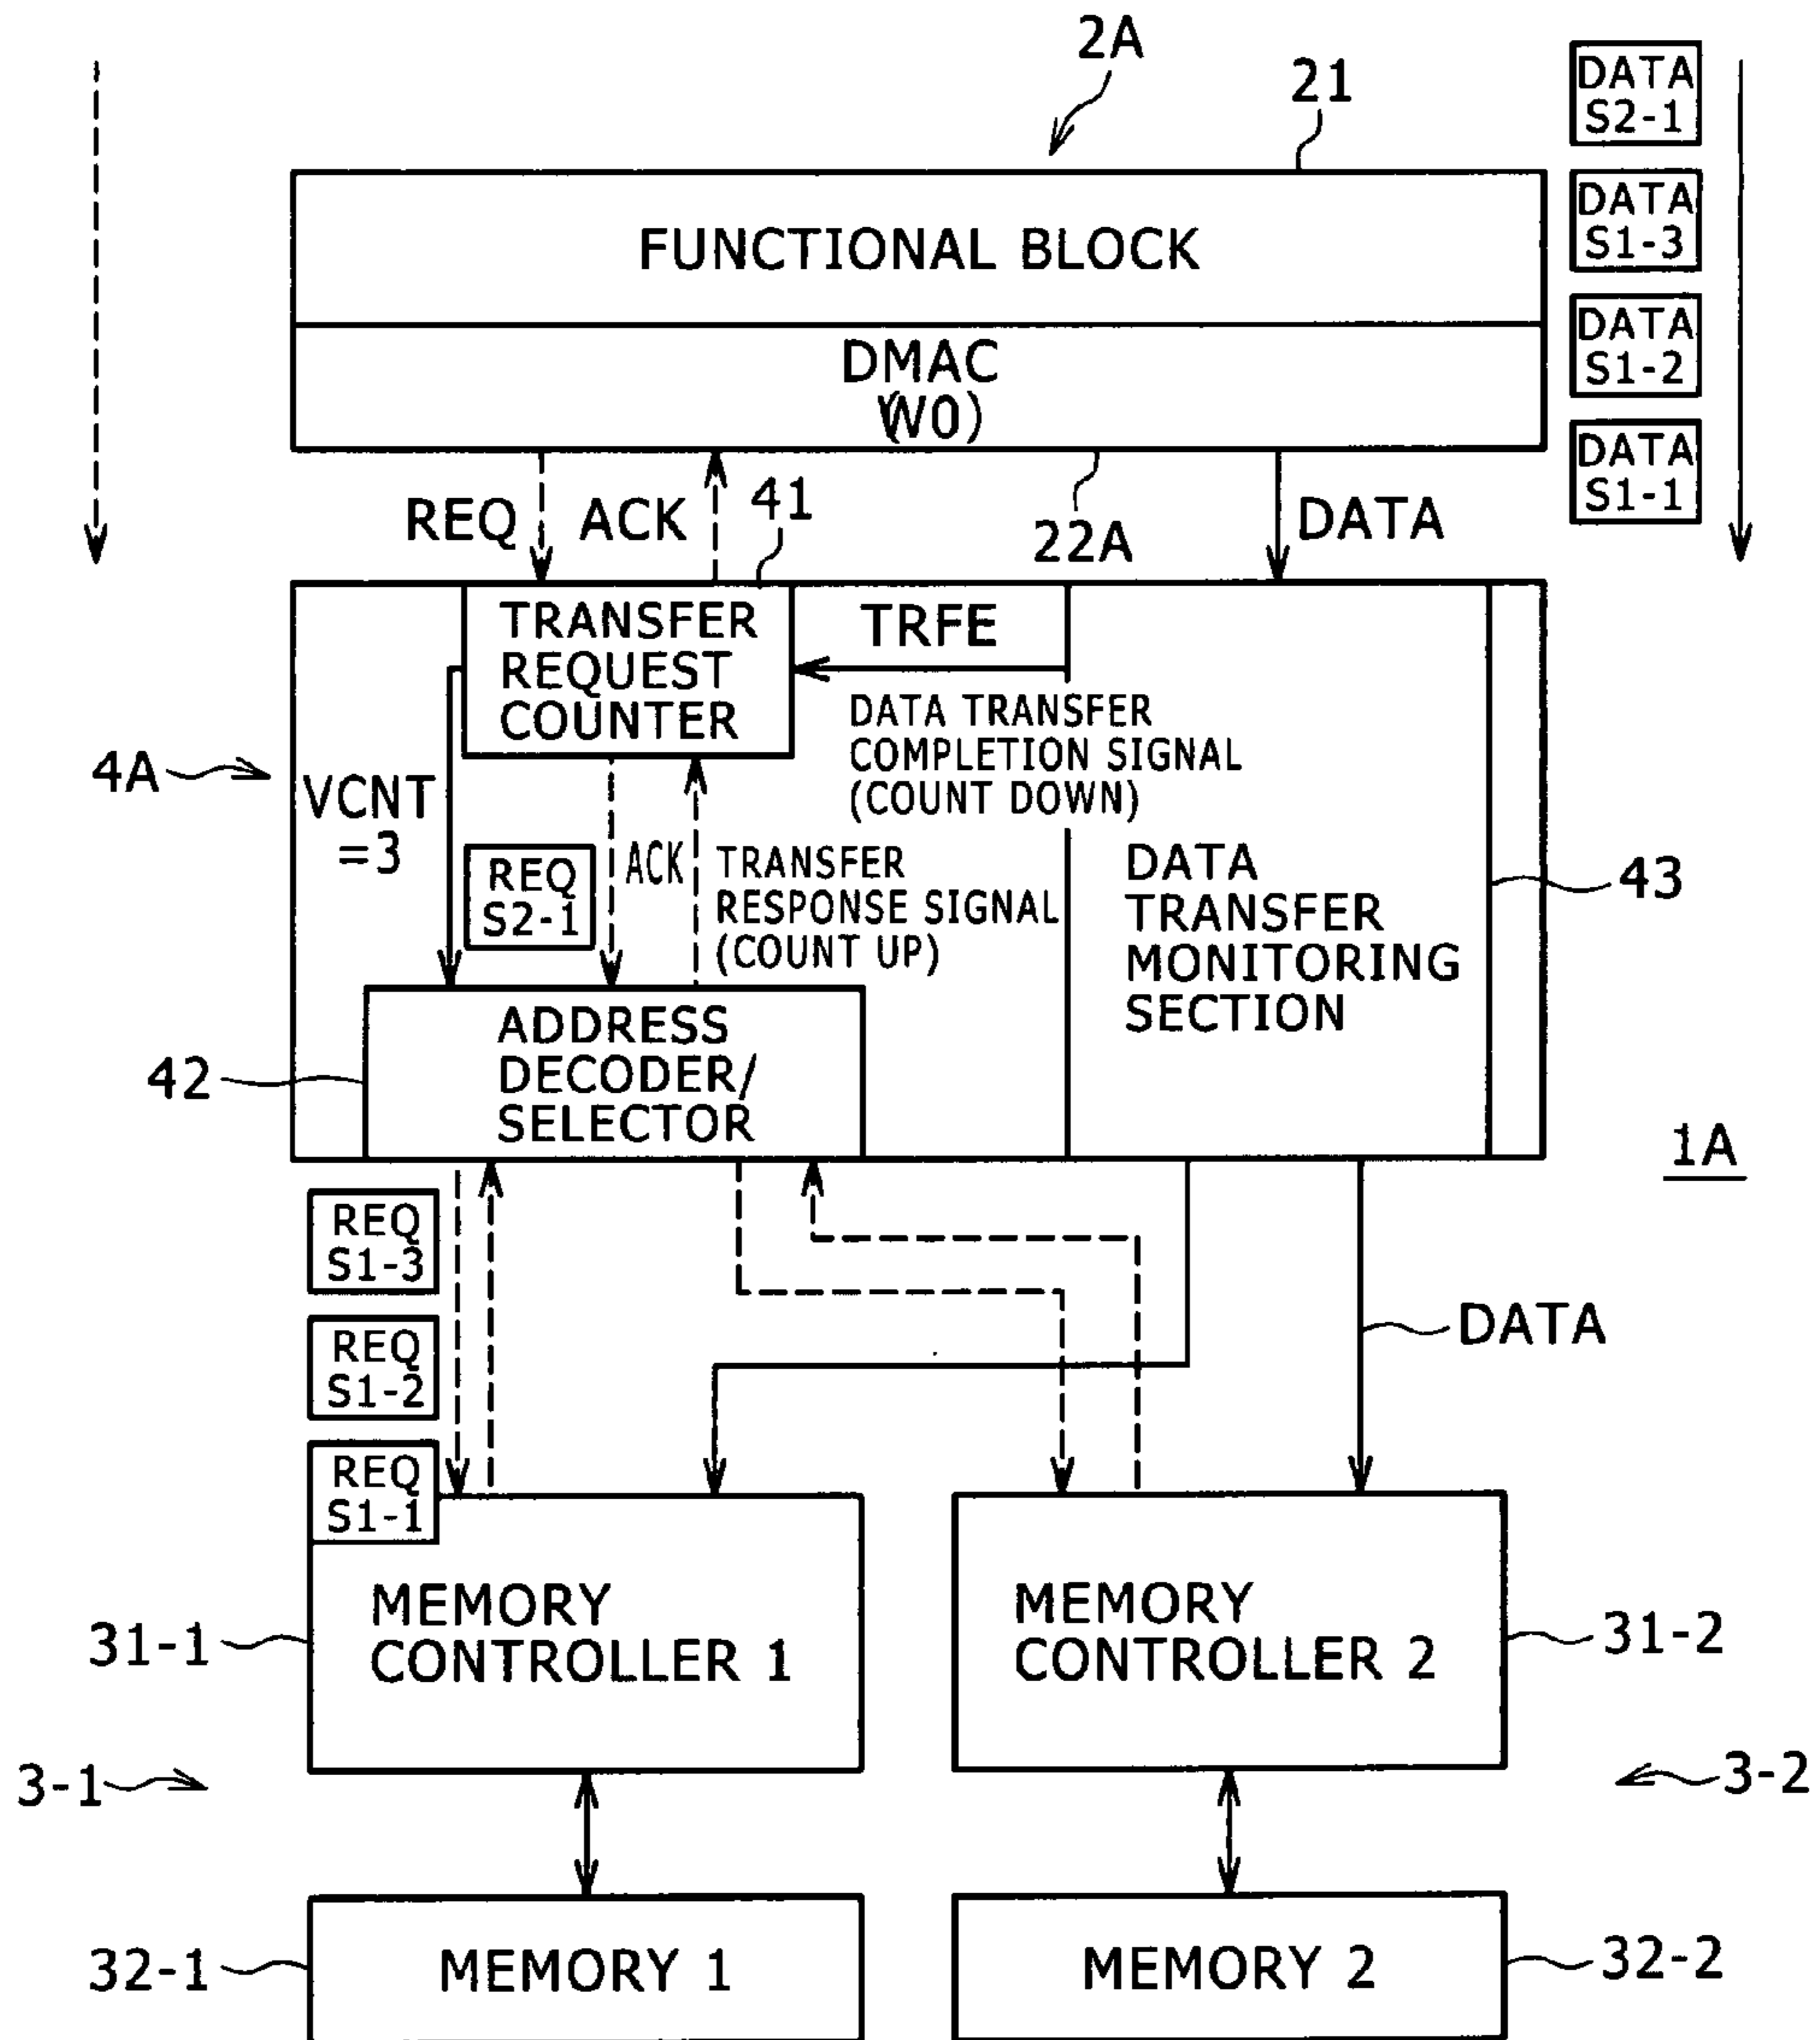 2A
21
DATA
S2-1
FUNCTIONAL BLOCK
DATA
S1-3
DMAC
(W0)
DATA
S1-2
DATA
S1-1
REQ
ACK
41
22A
DATA
TRANSFER
REQUEST
COUNTER
TRFE
DATA TRANSFER
COMPLETION SIGNAL
(COUNT DOWN)
4A
VCNT
=3
REQ
S2-1
ACK
TRANSFER
RESPONSE SIGNAL
(COUNT UP)
DATA
TRANSFER
MONITORING
SECTION
43
42
ADDRESS
DECODER/
SELECTOR
1A
REQ
S1-3
REQ
S1-2
DATA
REQ
S1-1
MEMORY
CONTROLLER 1
31-1
MEMORY
CONTROLLER 2
31-2
3-1
3-2
32-1
MEMORY 1
MEMORY 2
32-2